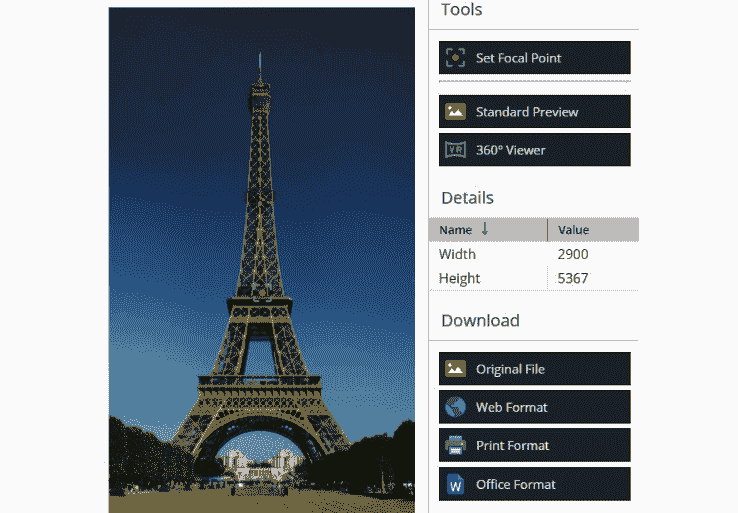 Tools
Set Focal Point
Standard Preview
VR 360° Viewer
Details
Name ↓ Value
Width 2900
Height 5367
Download
Original File
Web Format
Print Format
W Office Format